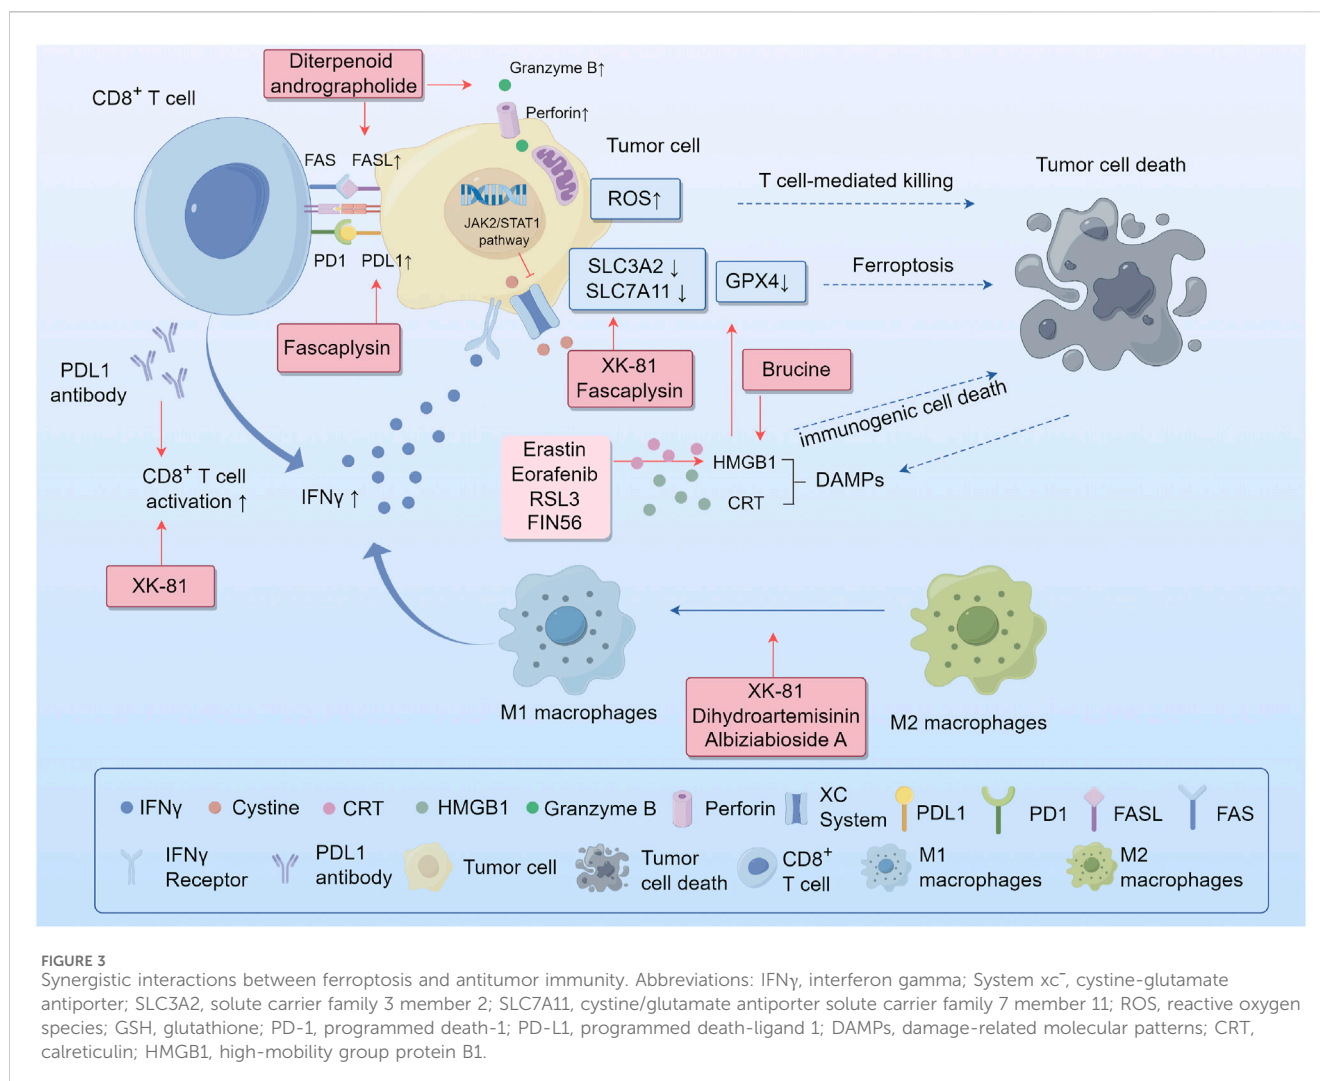 Diterpenoid
andrographolide
CD8⁺ T cell
Granzyme B↑
Perforin↑
FAS
FASL↑
Tumor cell
Tumor cell death
ROS↑
T cell-mediated killing
JAK2/STAT1
pathway
PD1
PDL1↑
SLC3A2 ↓
SLC7A11 ↓
GPX4↓
Ferroptosis
Fascaplysin
XK-81
Fascaplysin
Brucine
PDL1
antibody
immunogenic cell death
CD8⁺ T cell
activation ↑
IFNγ ↑
Erastin
Eorafenib
RSL3
FIN56
HMGB1
CRT
DAMPs
XK-81
M1 macrophages
XK-81
Dihydroartemisinin
Albiziabioside A
M2 macrophages
IFNγ
Cystine
CRT
HMGB1
Granzyme B
Perforin
XC
System
PDL1
PD1
FASL
FAS
IFNγ
Receptor
PDL1
antibody
Tumor cell
Tumor
cell death
CD8⁺
T cell
M1
macrophages
M2
macrophages
FIGURE 3
Synergistic interactions between ferroptosis and antitumor immunity. Abbreviations: IFNγ, interferon gamma; System xc⁻, cystine-glutamate
antiporter; SLC3A2, solute carrier family 3 member 2; SLC7A11, cystine/glutamate antiporter solute carrier family 7 member 11; ROS, reactive oxygen
species; GSH, glutathione; PD-1, programmed death-1; PD-L1, programmed death-ligand 1; DAMPs, damage-related molecular patterns; CRT,
calreticulin; HMGB1, high-mobility group protein B1.